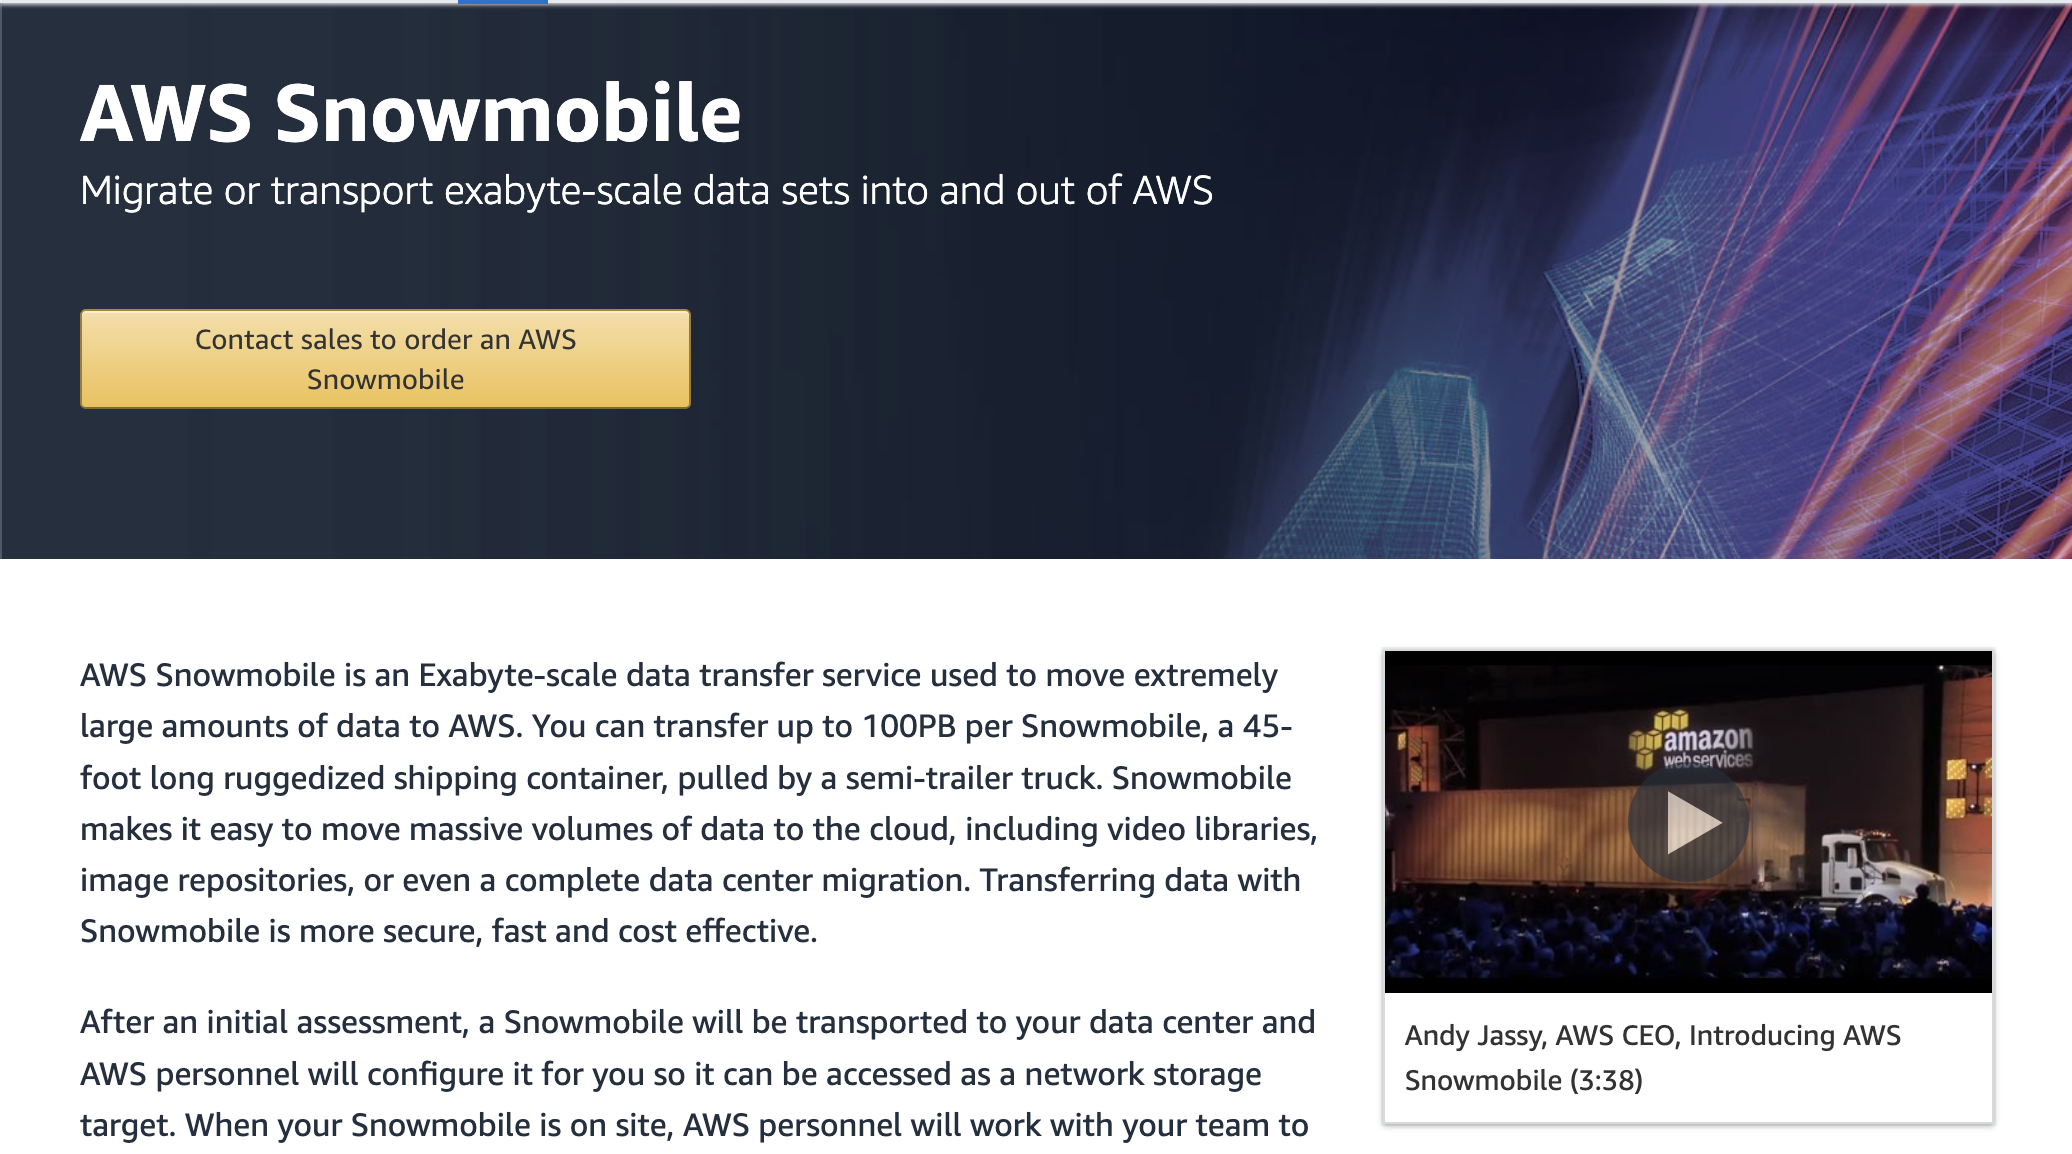 AWS Snowmobile
Migrate or transport exabyte-scale data sets into and out of AWS
Contact sales to order an AWS
Snowmobile
AWS Snowmobile is an Exabyte-scale data transfer service used to move extremely
large amounts of data to AWS. You can transfer up to 100PB per Snowmobile, a 45-
foot long ruggedized shipping container, pulled by a semi-trailer truck. Snowmobile
makes it easy to move massive volumes of data to the cloud, including video libraries,
image repositories, or even a complete data center migration. Transferring data with
Snowmobile is more secure, fast and cost effective.
After an initial assessment, a Snowmobile will be transported to your data center and
AWS personnel will configure it for you so it can be accessed as a network storage
target. When your Snowmobile is on site, AWS personnel will work with your team to
amazon
webservices
Andy Jassy, AWS CEO, Introducing AWS
Snowmobile (3:38)